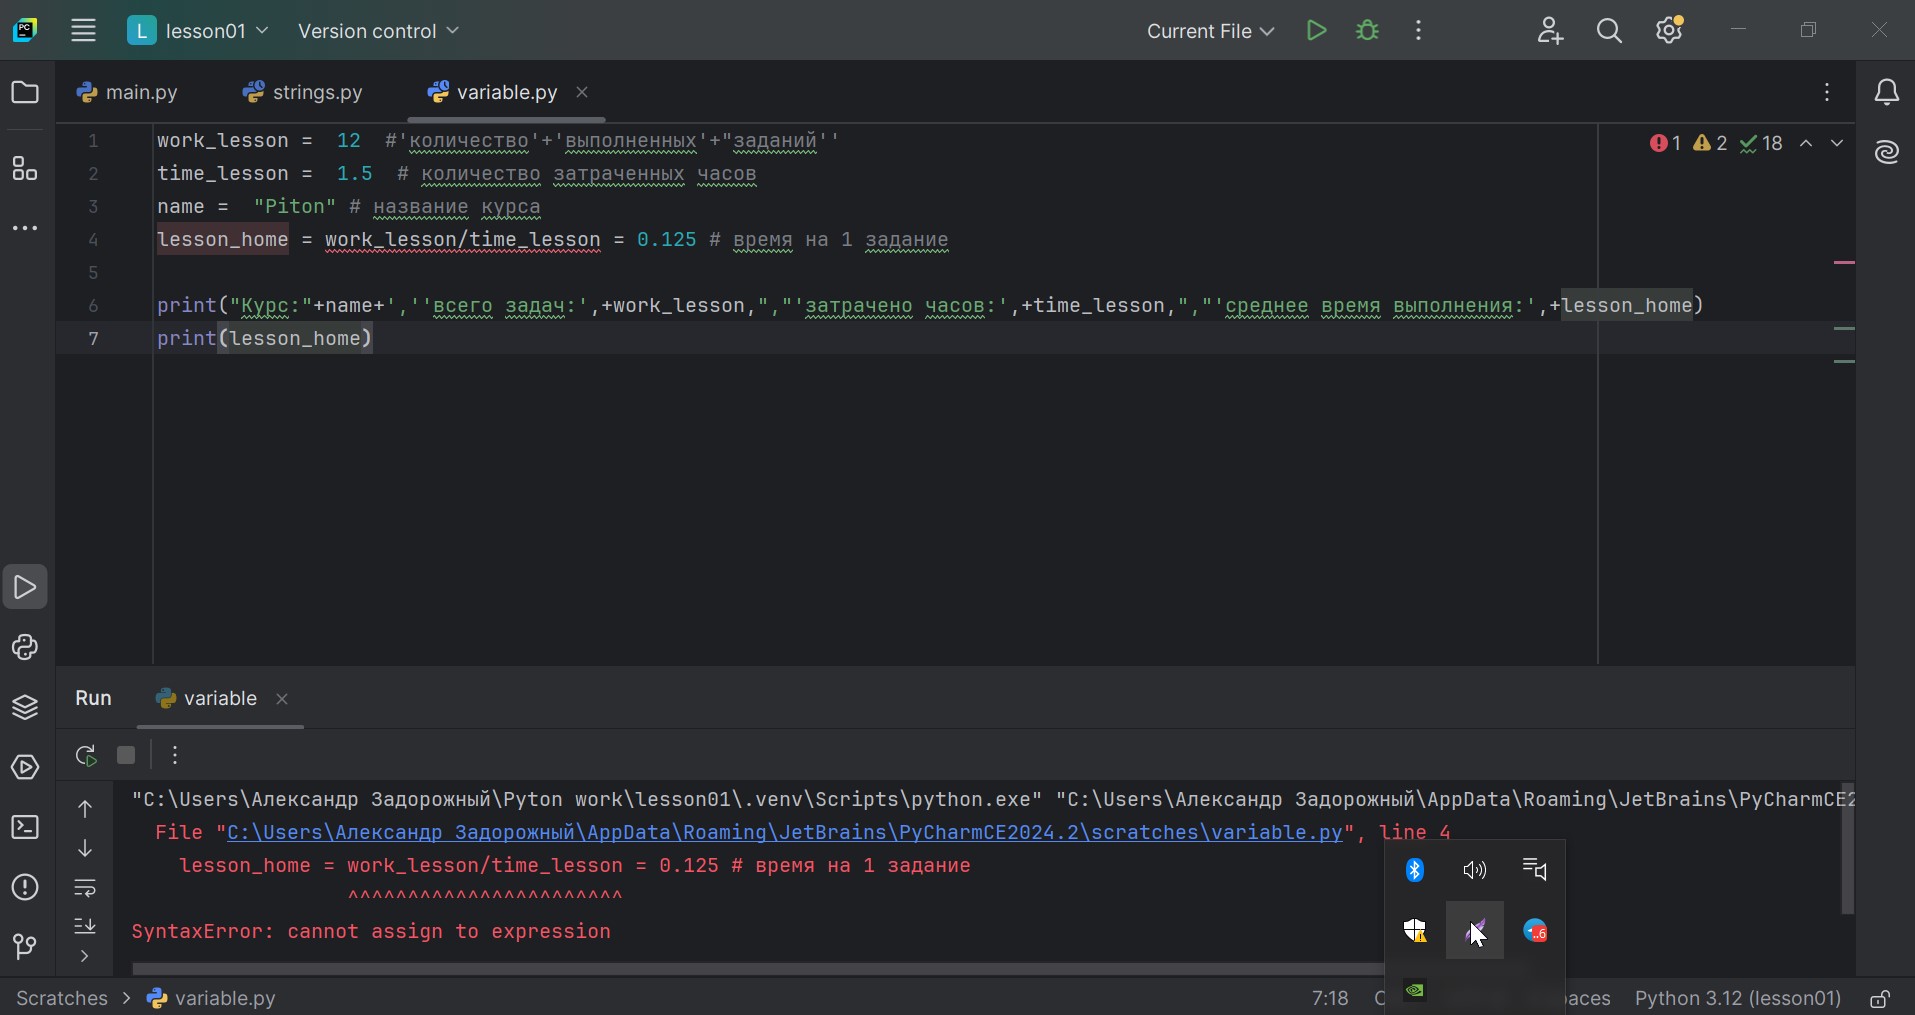 PC
L lesson01 Version control Current File
main.py strings.py variable.py
1 work_lesson = 12 #'количество'+'выполненных'+"заданий''
1 2 18
2 time_lesson = 1.5 # количество затраченных часов
3 name = "Piton" # название курса
4 lesson_home = work_lesson/time_lesson = 0.125 # время на 1 задание
5
6 print("Курс:"+name+',''всего задач:',+work_lesson,","'затрачено часов:',+time_lesson,","'среднее время выполнения:',+lesson_home)
7 print(lesson_home)
Run variable
"C:\Users\Александр Задорожный\Pyton work\lesson01\.venv\Scripts\python.exe" "C:\Users\Александр Задорожный\AppData\Roaming\JetBrains\PyCharmCE2
File "C:\Users\Александр Задорожный\AppData\Roaming\JetBrains\PyCharmCE2024.2\scratches\variable.py", line 4
lesson_home = work_lesson/time_lesson = 0.125 # время на 1 задание
^^^^^^^^^^^^^^^^^^^^^^^
SyntaxError: cannot assign to expression
..6
Scratches > variable.py 7:18 C paces Python 3.12 (lesson01)